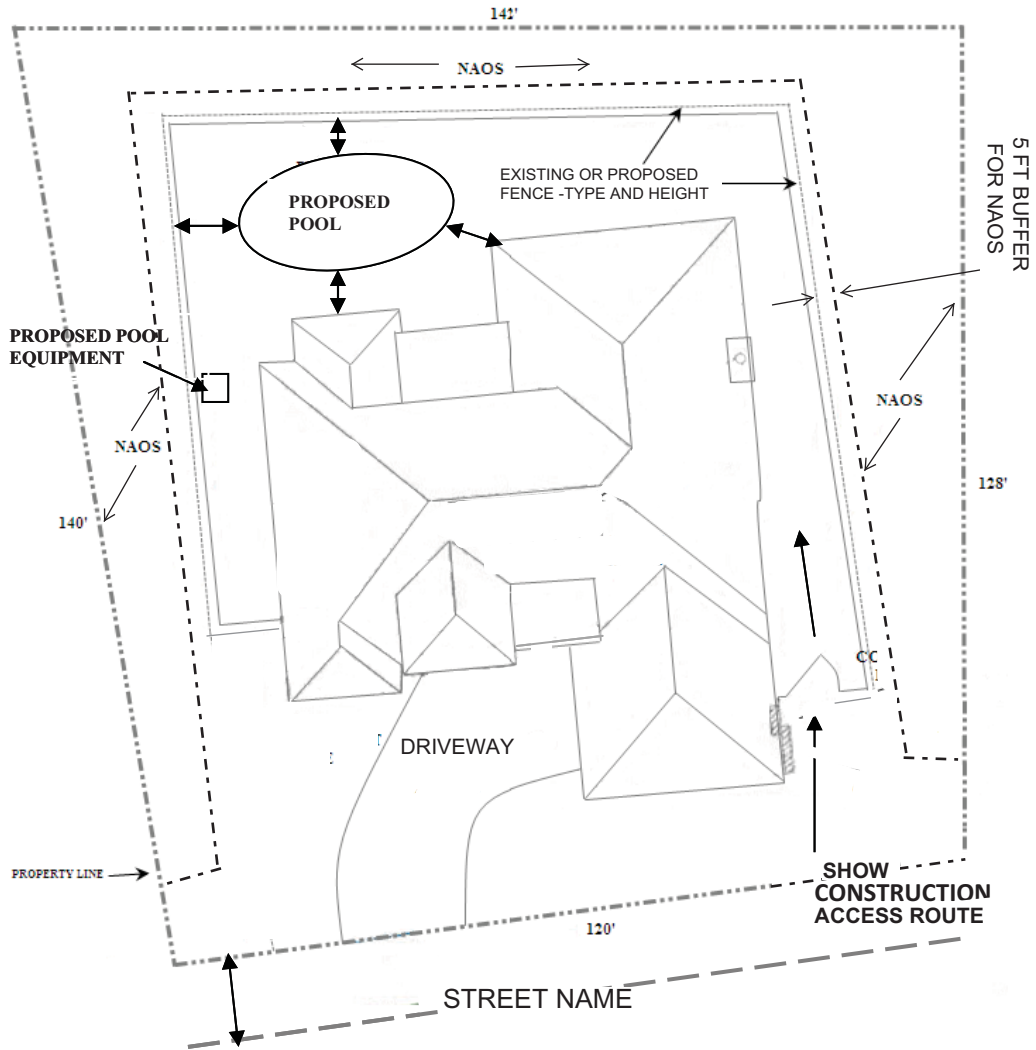 142'
NAOS
EXISTING OR PROPOSED
FENCE -TYPE AND HEIGHT
5 FT BUFFER
FOR NAOS
PROPOSED
POOL
PROPOSED POOL
EQUIPMENT
NAOS
NAOS
140'
128'
DRIVEWAY
PROPERTY LINE
SHOW
CONSTRUCTION
ACCESS ROUTE
120'
STREET NAME